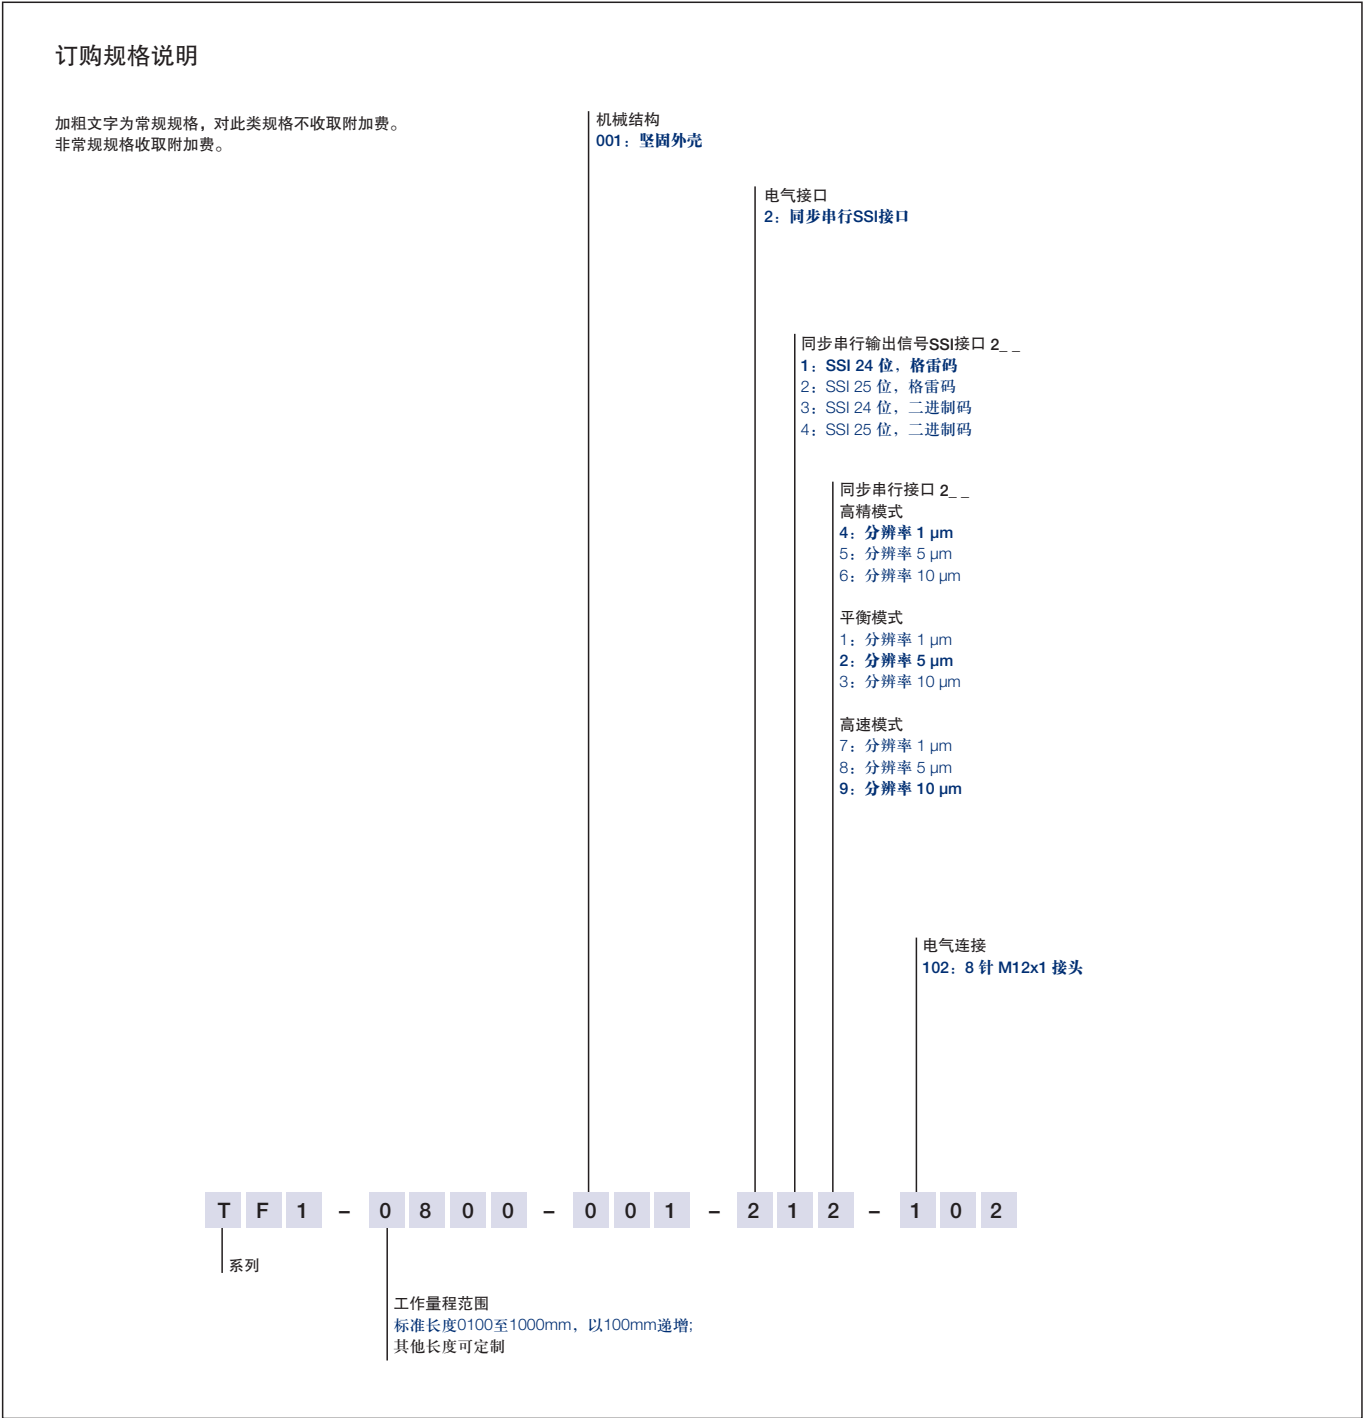 订购规格说明
加粗文字为常规规格，对此类规格不收取附加费。
非常规规格收取附加费。
机械结构
001：坚固外壳
电气接口
2：同步串行SSI接口
同步串行输出信号SSI接口 2_ _
1：SSI 24 位，格雷码
2：SSI 25 位，格雷码
3：SSI 24 位，二进制码
4：SSI 25 位，二进制码
同步串行接口 2_ _
高精模式
4：分辨率 1 µm
5：分辨率 5 µm
6：分辨率 10 µm
平衡模式
1：分辨率 1 µm
2：分辨率 5 µm
3：分辨率 10 µm
高速模式
7：分辨率 1 µm
8：分辨率 5 µm
9：分辨率 10 µm
电气连接
102：8 针 M12x1 接头
T F 1 – 0 8 0 0 – 0 0 1 – 2 1 2 – 1 0 2
系列
工作量程范围
标准长度0100至1000mm，以100mm递增;
其他长度可定制